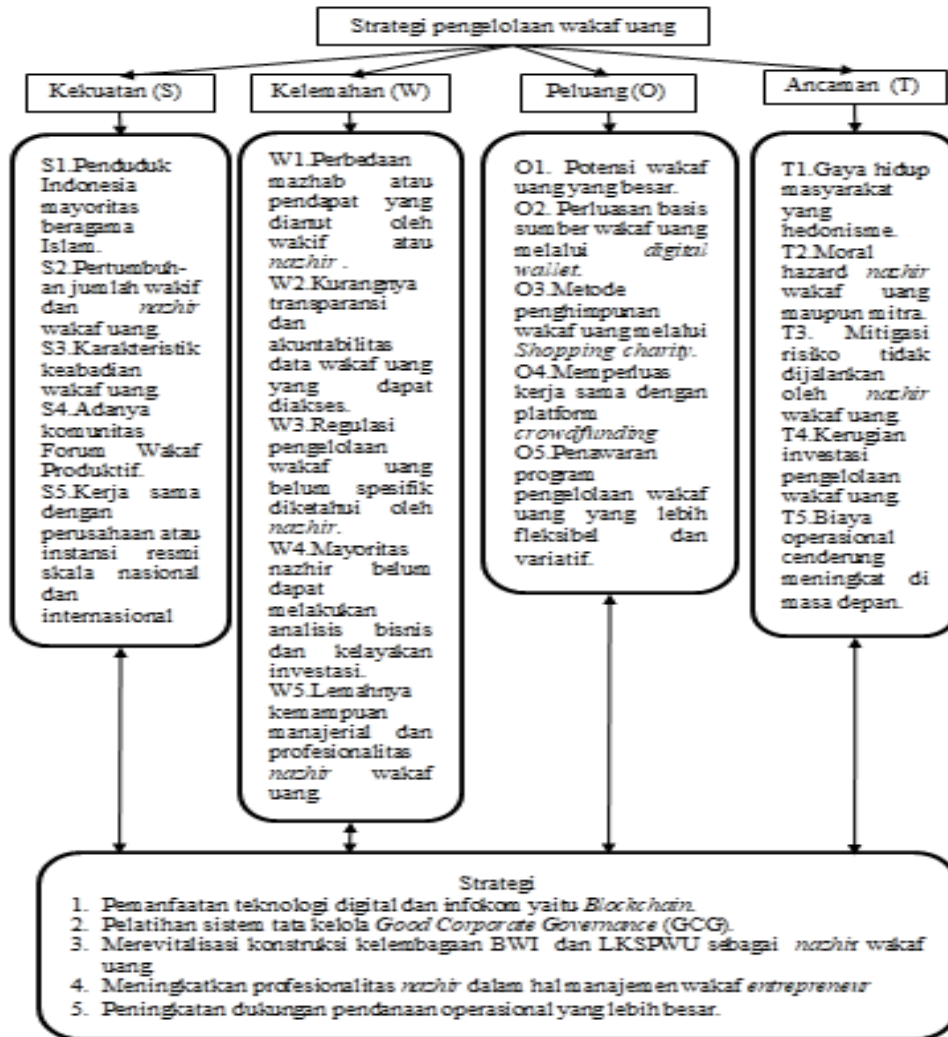 Strategi pengelolaan wakaf uang
Kekuatan (S)
Kelemahan (W)
Peluang (O)
Ancaman (T)
S1.Penduduk
Indonesia
mayoritas
beragama
Islam.
S2.Pertumbuh-
an jumlah wakif
dan nazhir
wakaf uang.
S3.Karakteristik
keabadian
wakaf uang.
S4.Adanya
komunitas
Forum Wakaf
Produktif.
S5.Kerja sama
dengan
perusahaan atau
instansi resmi
skala nasional
dan
internasional
W1.Perbedaan
mazhab atau
pendapat yang
dianut oleh
wakif atau
nazhir .
W2.Kurangnya
transparansi
dan
akuntabilitas
data wakaf uang
yang dapat
diakses.
W3.Regulasi
pengelolaan
wakaf uang
belum spesifik
diketahui oleh
nazhir.
W4.Mayoritas
nazhir belum
dapat
melakukan
analisis bisnis
dan kelayakan
investasi.
W5.Lemahnya
kemampuan
manajerial dan
profesionalitas
nazhir wakaf
uang.
O1. Potensi wakaf
uang yang besar.
O2. Perluasan basis
sumber wakaf uang
melalui digital
wallet.
O3.Metode
penghimpunan
wakaf uang melalui
Shopping charity.
O4.Memperluas
kerja sama dengan
platform
crowdfunding
O5.Penawaran
program
pengelolaan wakaf
uang yang lebih
fleksibel dan
variatif.
T1.Gaya hidup
masyarakat
yang
hedonisme.
T2.Moral
hazard nazhir
wakaf uang
maupun mitra.
T3. Mitigasi
risiko tidak
dijalankan
oleh nazhir
wakaf uang.
T4.Kerugian
investasi
pengelolaan
wakaf uang.
T5.Biaya
operasional
cenderung
meningkat di
masa depan.
Strategi
1. Pemanfaatan teknologi digital dan infokom yaitu Blockchain.
2. Pelatihan sistem tata kelola Good Corporate Governance (GCG).
3. Merevitalisasi konstruksi kelembagaan BWI dan LKSPWU sebagai nazhir wakaf
uang.
4. Meningkatkan profesionalitas nazhir dalam hal manajemen wakaf entrepreneur
5. Peningkatan dukungan pendanaan operasional yang lebih besar.